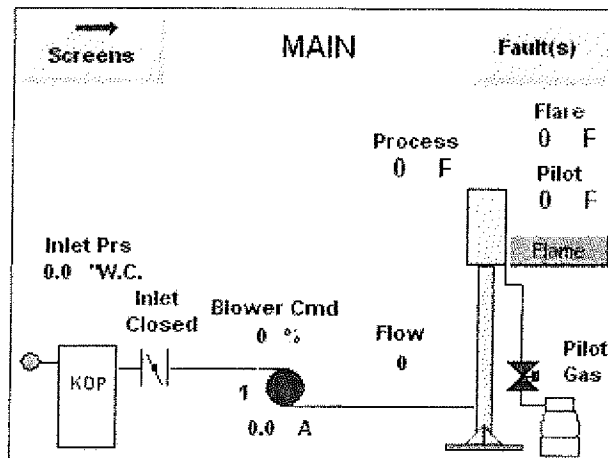 Screens
MAIN
Fault(s)
Flare
0 F
Process
0 F
Pilot
0 F
Flame
Inlet Prs
0.0 "W.C.
Inlet
Closed
Blower Cmd
0 %
Flow
0
KOP
1
0.0 A
Pilot
Gas